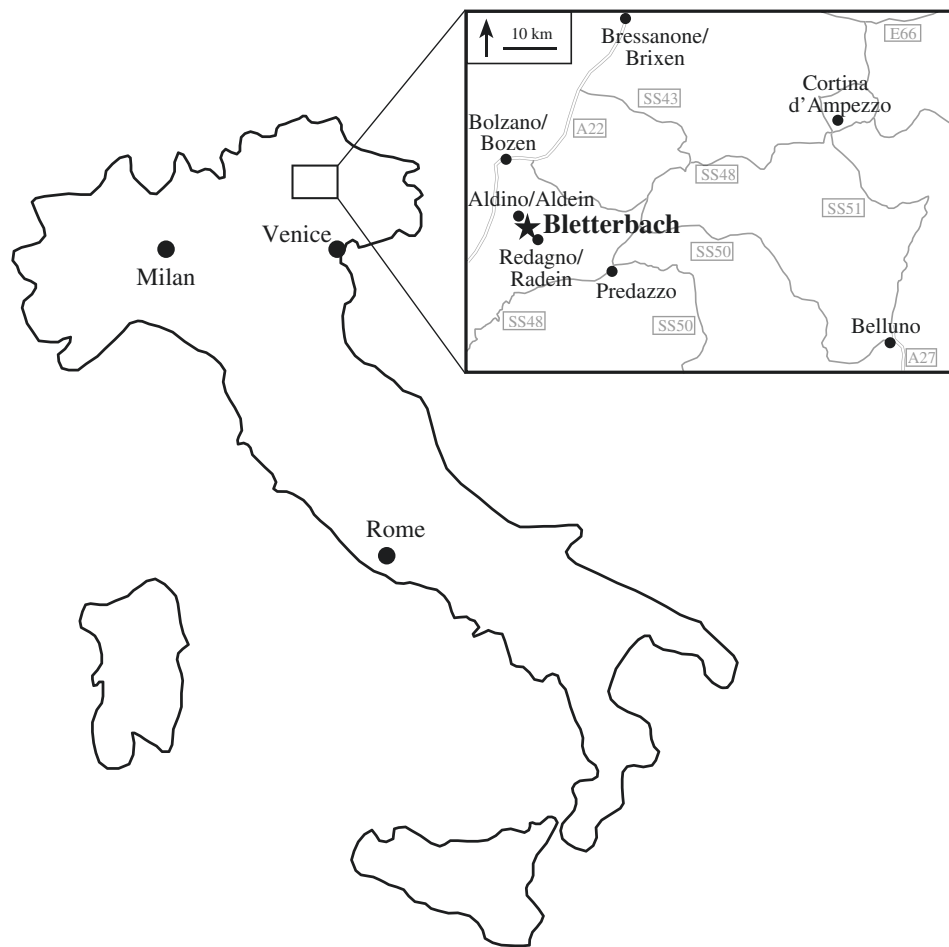 10 km
Bressanone/
Brixen
E66
Cortina
d'Ampezzo
SS43
Bolzano/
Bozen
A22
SS48
Aldino/Aldein
Bletterbach
SS51
Redagno/
Radein
SS50
Predazzo
SS48
SS50
Belluno
A27
Venice
Milan
Rome